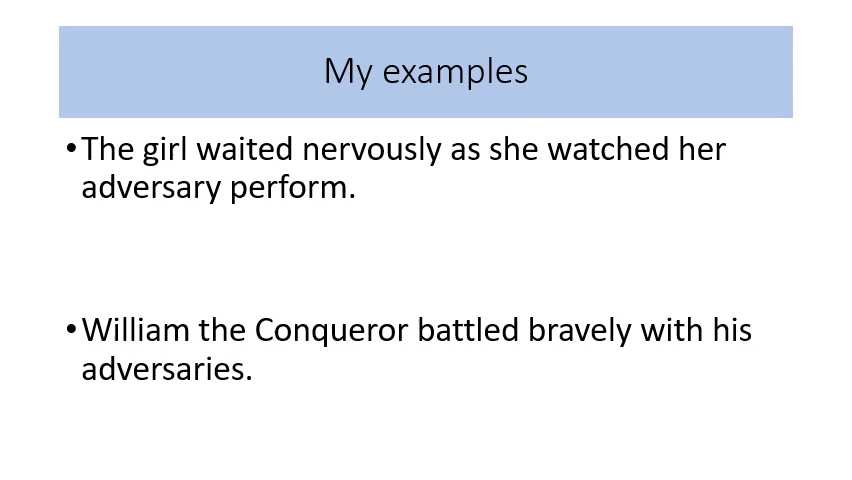 My examples
•The girl waited nervously as she watched her
adversary perform.
•William the Conqueror battled bravely with his
adversaries.